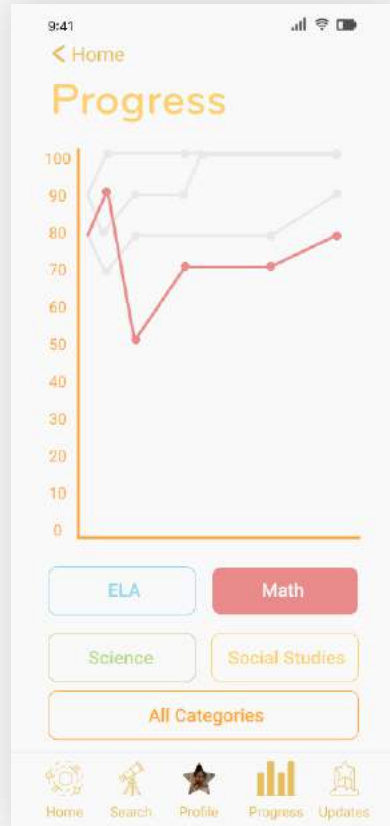 9:41
Home
Progress
100
90
80
70
60
50
40
30
20
10
0
ELA Math
Science Social Studies
All Categories
Home Search Profile Progress Updates